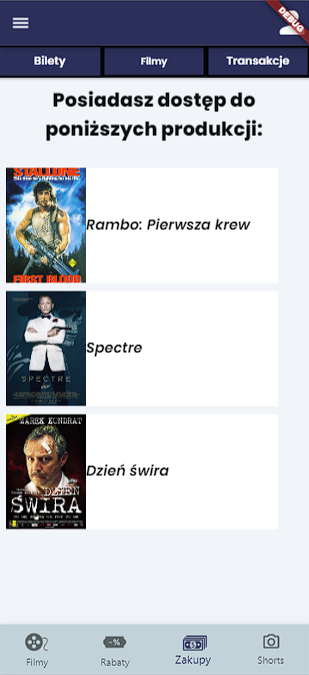 DEBUG
Bilety
Filmy
Transakcje
Posiadasz dostęp do
poniższych produkcji:
STALLONE
FIRST BLOOD
Rambo: Pierwsza krew
SPECTRE
Spectre
MAREK KONDRAT
DZIEŃ
ŚWIRA
Dzień świra
-%
$
Filmy
Rabaty
Zakupy
Shorts